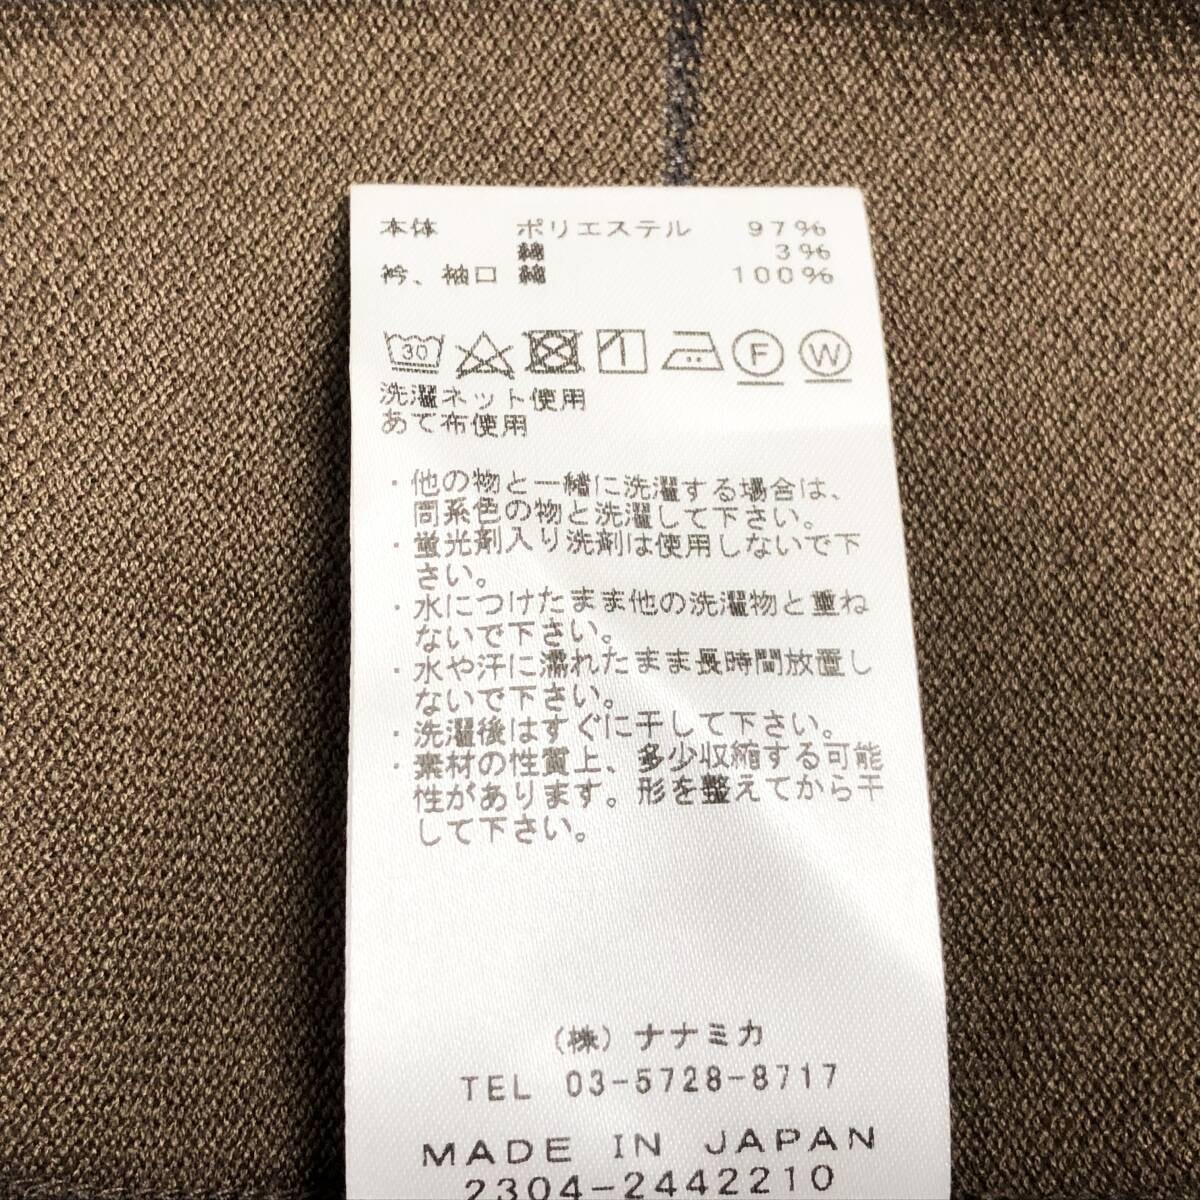 本体 ポリエステル 97%
綿 3%
衿、袖口 綿 100%
30 F W
洗濯ネット使用
あて布使用
・他の物と一緒に洗濯する場合は、
同系色の物と洗濯して下さい。
・蛍光剤入り洗剤は使用しないで下
さい。
・水につけたまま他の洗濯物と重ね
ないで下さい。
・水や汗に濡れたまま長時間放置し
ないで下さい。
・洗濯後はすぐに干して下さい。
・素材の性質上、多少収縮する可能
性があります。形を整えてから干
して下さい。
(株) ナナミカ
TEL 03-5728-8717
MADE IN JAPAN
2304-2442210